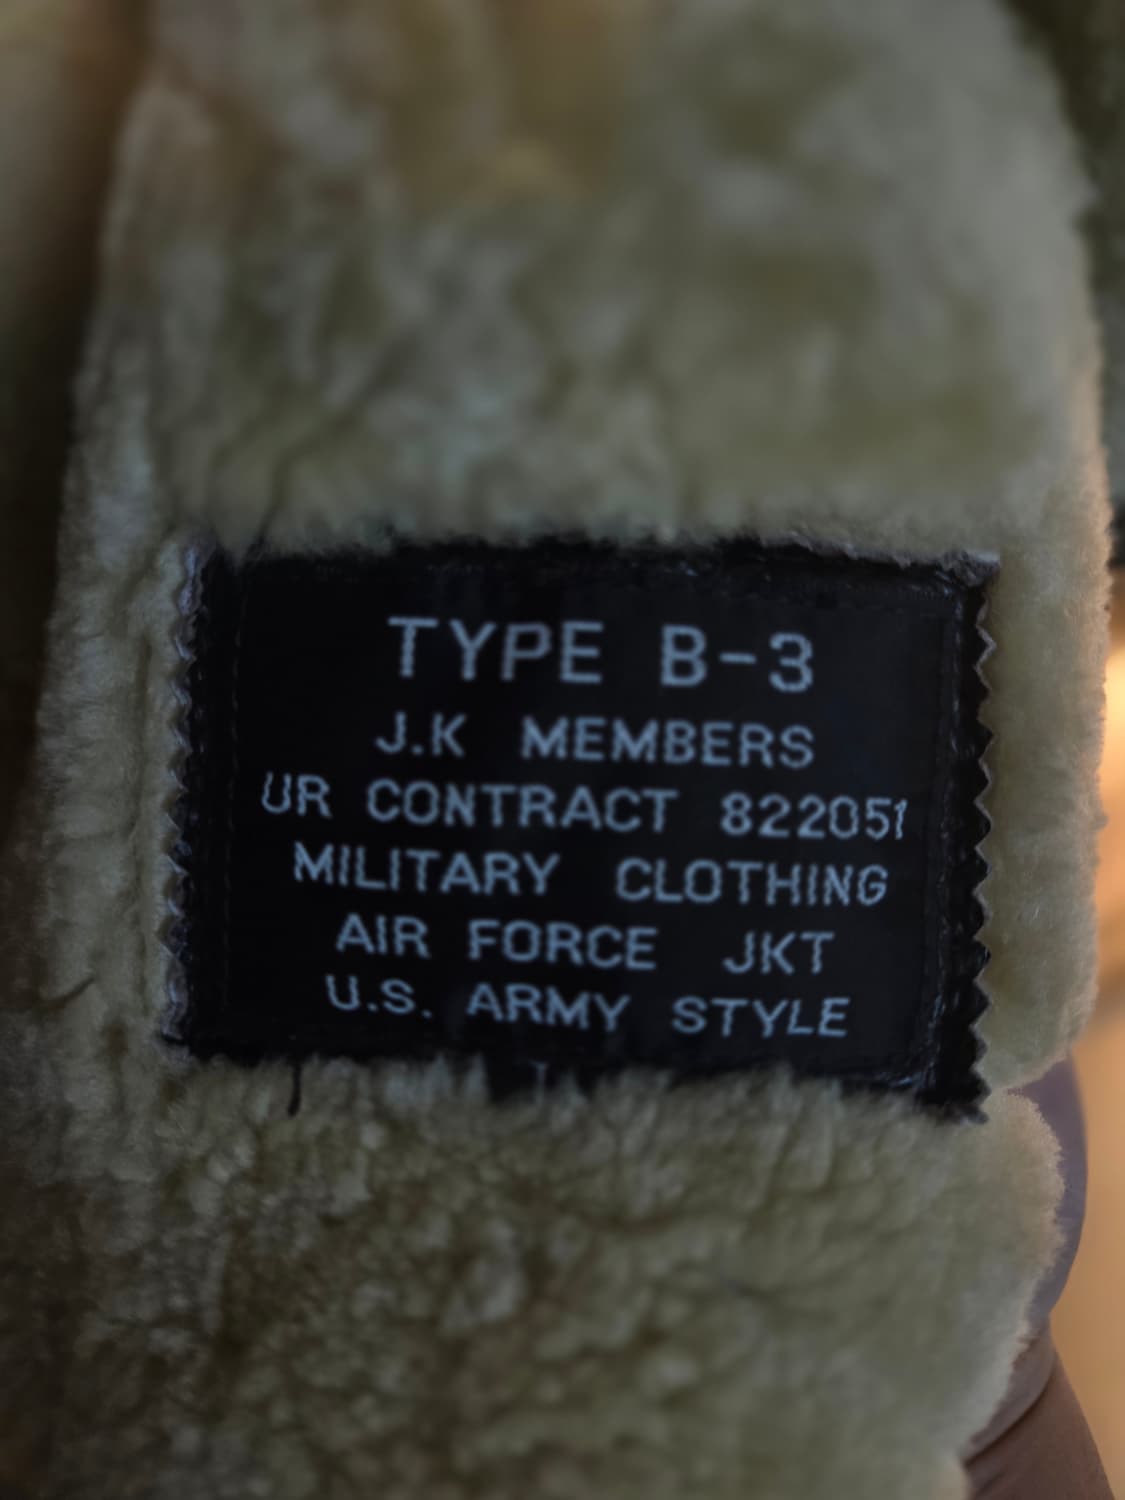 TYPE B-3
J.K MEMBERS
UR CONTRACT 822051
MILITARY CLOTHING
AIR FORCE JKT
U.S. ARMY STYLE